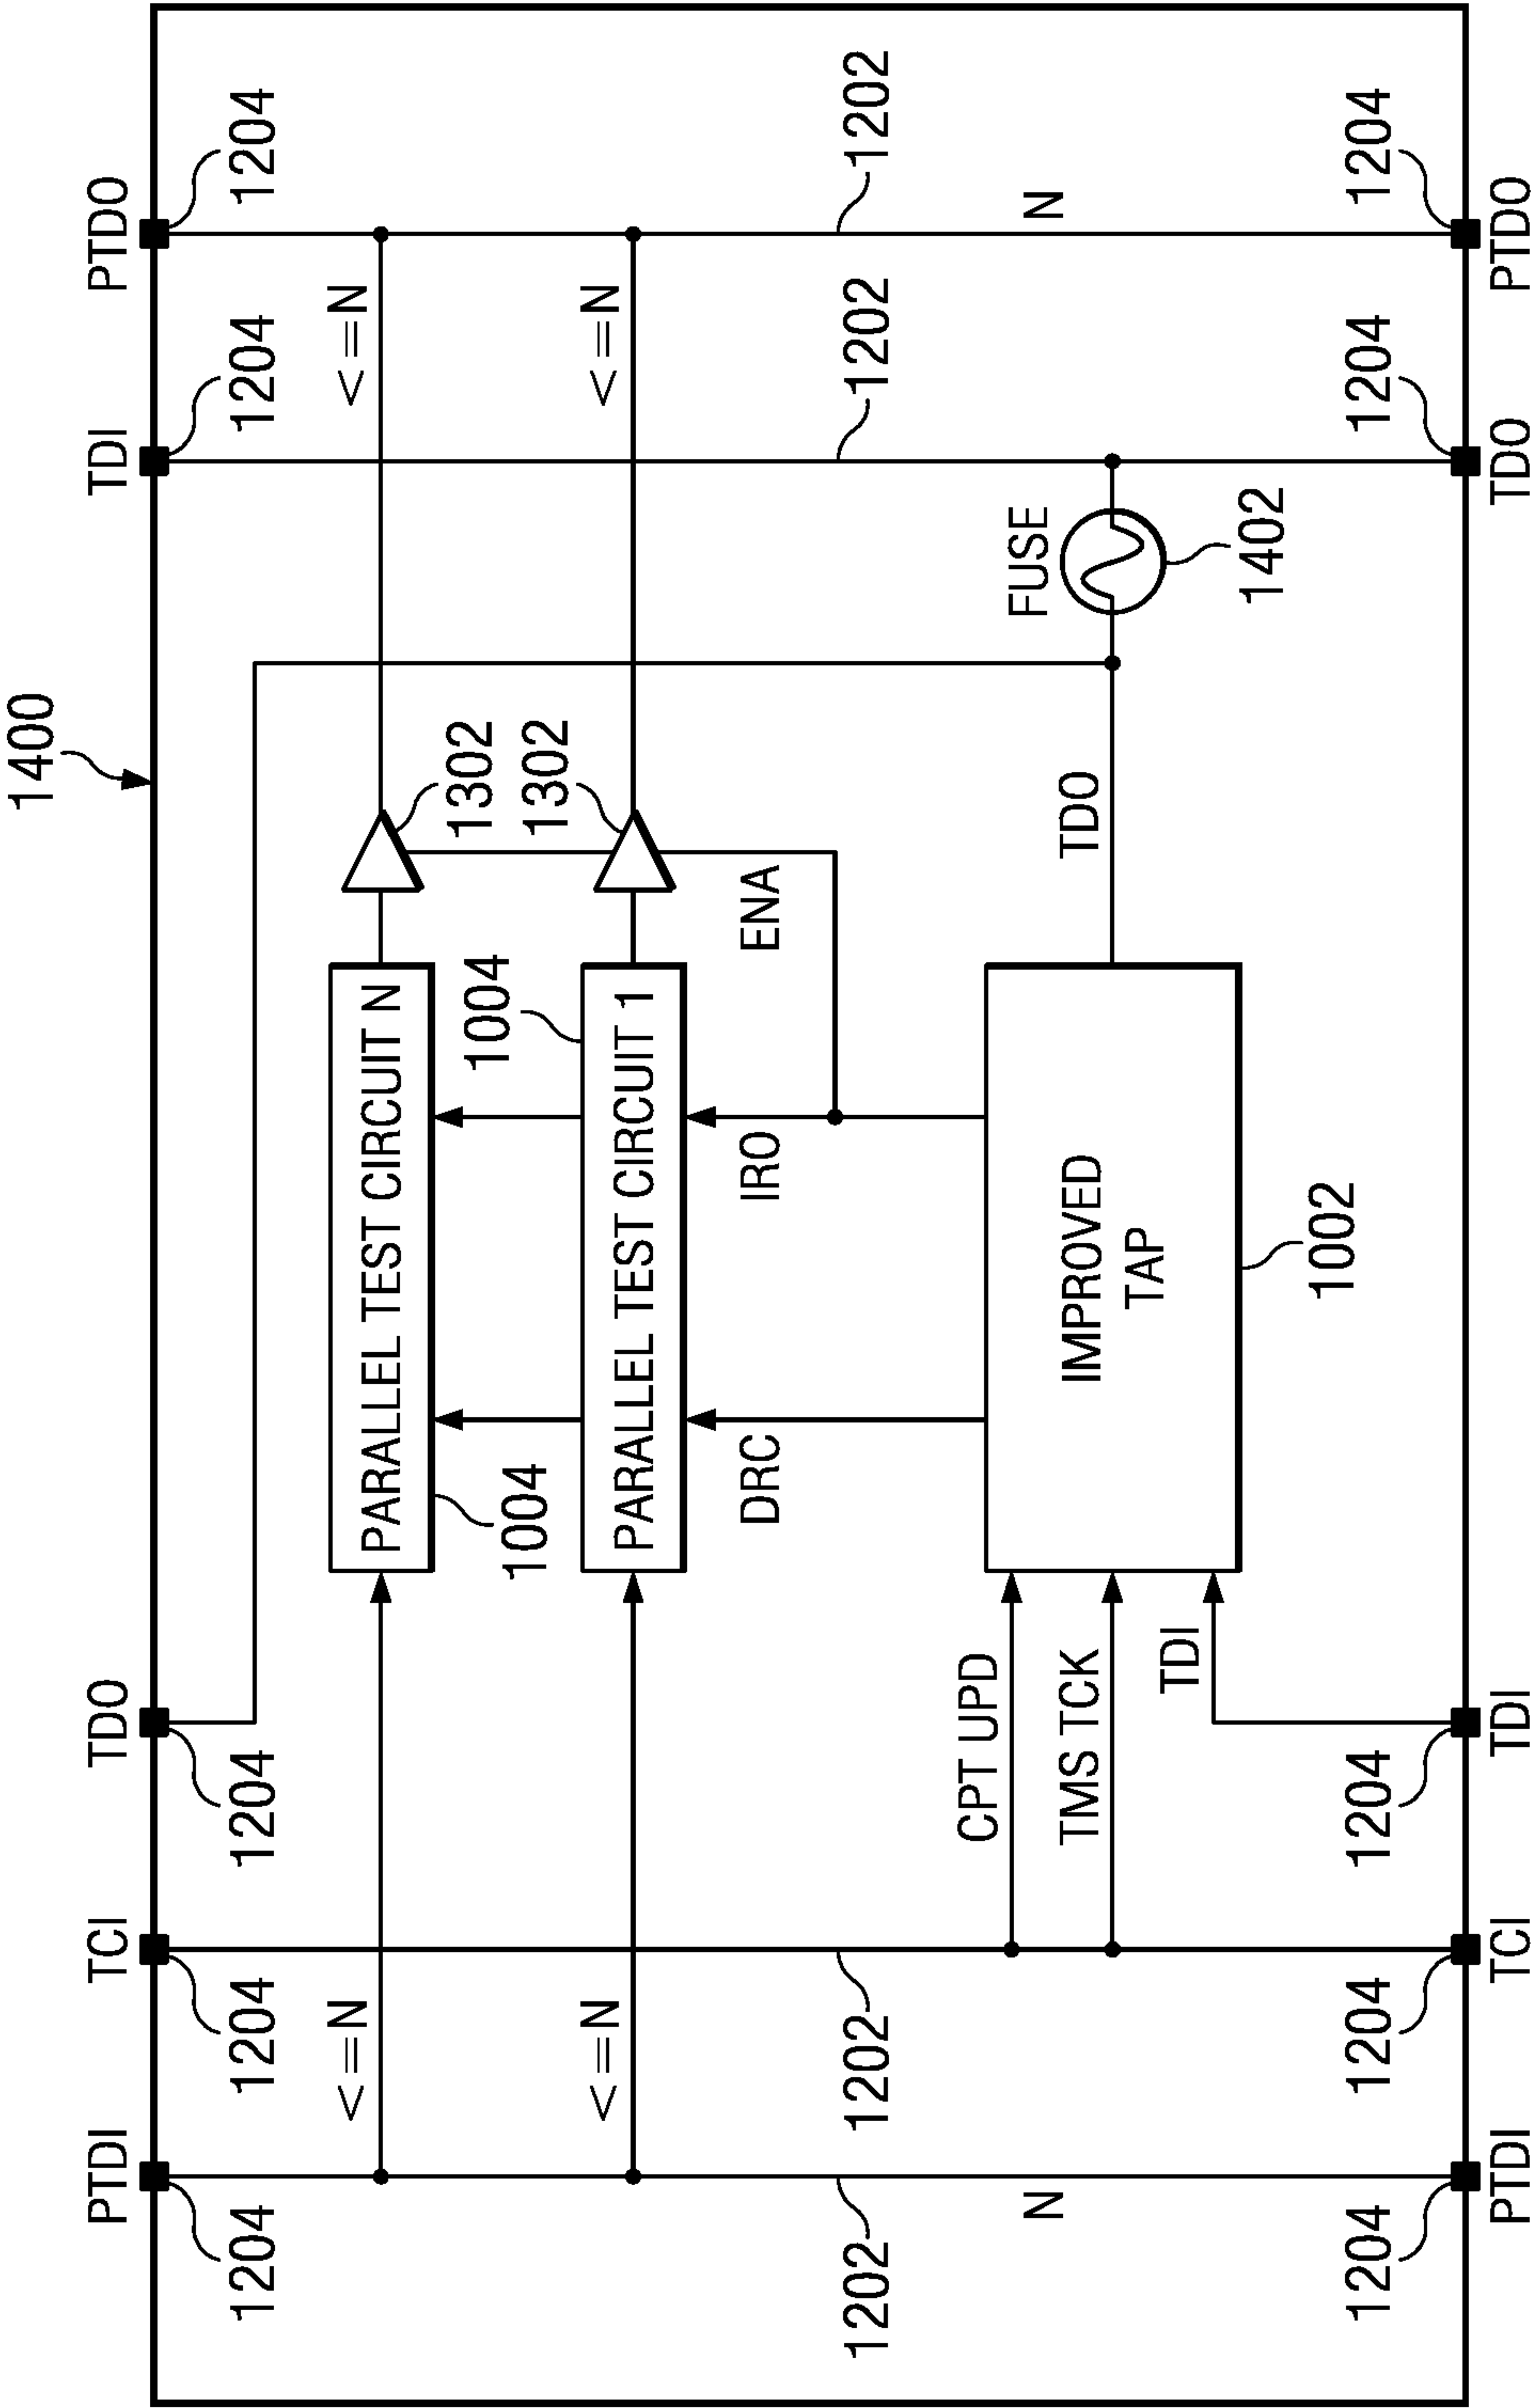 1400
PTDI
TCI
TDO
TDI
PTDO
1204
1204
1204
1204
1204
<=N
PARALLEL TEST CIRCUIT N
<=N
1004
1302
1004
1302
<=N
PARALLEL TEST CIRCUIT 1
<=N
DRC
IRO
ENA
1202
1202
1202
1202
CPT UPD
N
FUSE
N
TMS TCK
IMPROVED
TAP
TDO
TDI
1402
1002
1204
1204
1204
1204
1204
PTDI
TCI
TDI
TDO
PTDO